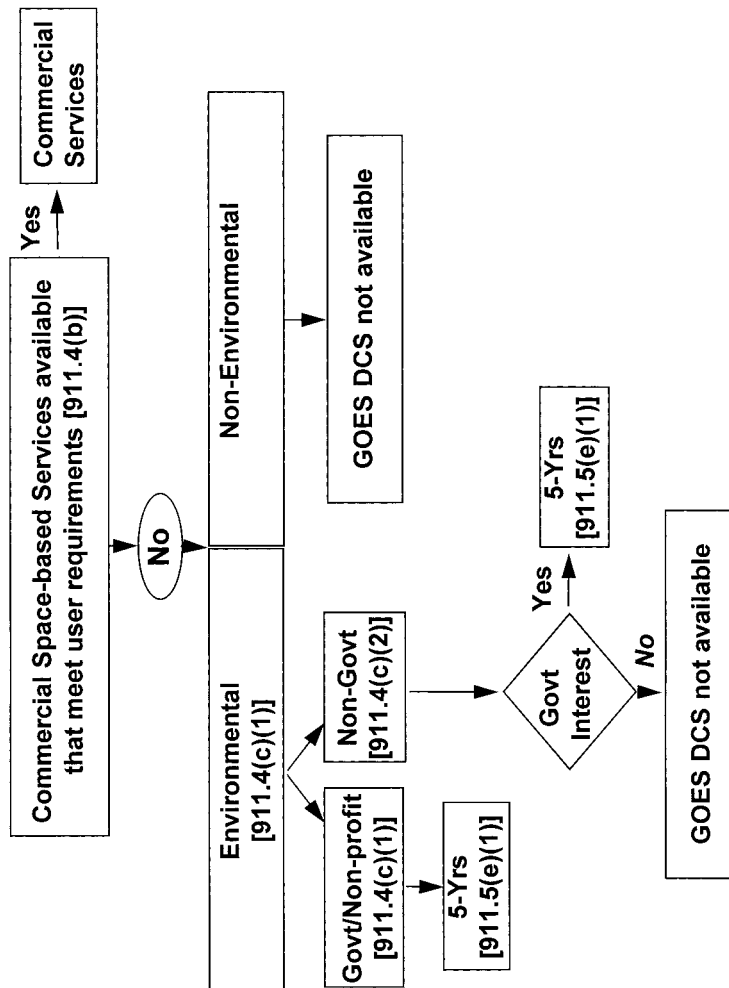 Commercial Space-based Services available
that meet user requirements [911.4(b)]
Yes
Commercial
Services
No
Environmental
[911.4(c)(1)]
Non-Environmental
Govt/Non-profit
[911.4(c)(1)]
Non-Govt
[911.4(c)(2)]
GOES DCS not available
5-Yrs
[911.5(e)(1)]
Govt
Interest
Yes
5-Yrs
[911.5(e)(1)]
No
GOES DCS not available